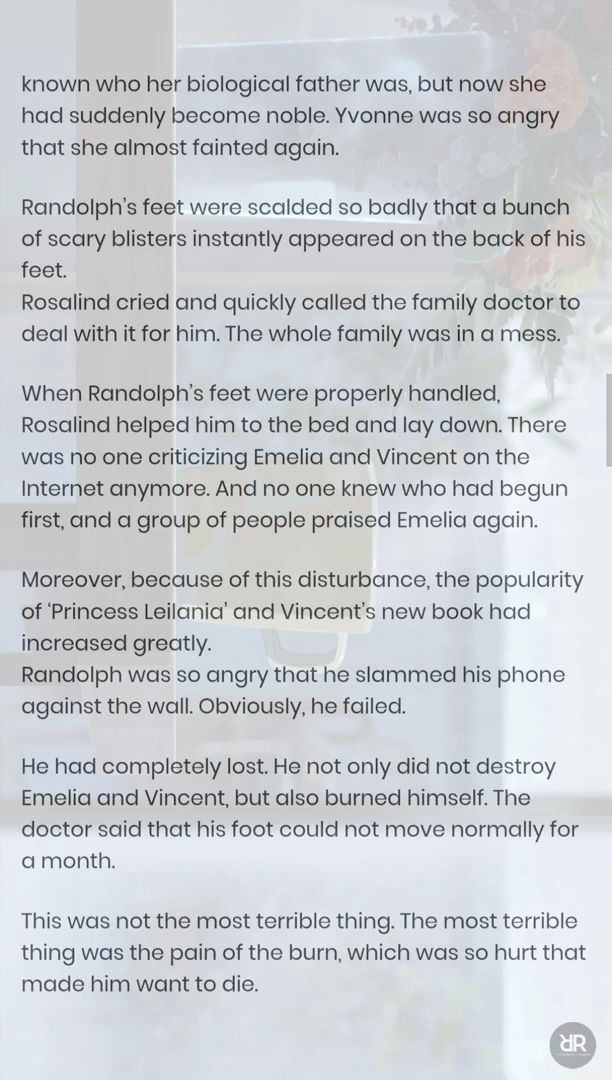 known who her biological father was, but now she
had suddenly become noble. Yvonne was so angry
that she almost fainted again.
Randolph's feet were scalded so badly that a bunch
of scary blisters instantly appeared on the back of his
feet.
Rosalind cried and quickly called the family doctor to
deal with it for him. The whole family was in a mess.
When Randolph's feet were properly handled,
Rosalind helped him to the bed and lay down. There
was no one criticizing Emelia and Vincent on the
Internet anymore. And no one knew who had begun
first, and a group of people praised Emelia again.
Moreover, because of this disturbance, the popularity
of ‘Princess Leilania’ and Vincent's new book had
increased greatly.
Randolph was so angry that he slammed his phone
against the wall. Obviously, he failed.
He had completely lost. He not only did not destroy
Emelia and Vincent, but also burned himself. The
doctor said that his foot could not move normally for
a month.
This was not the most terrible thing. The most terrible
thing was the pain of the burn, which was so hurt that
made him want to die.